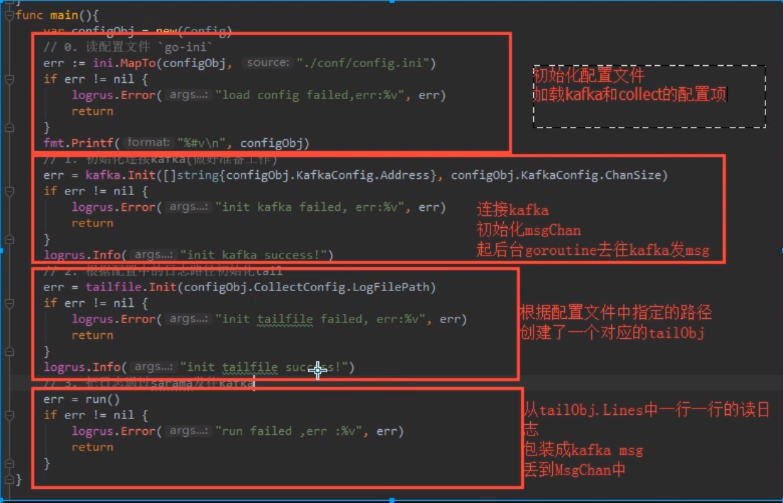 func main(){
var configObj = new(Config)
// 0. 读配置文件 `go-ini`
err := ini.MapTo(configObj, source: "./conf/config.ini")
if err != nil {
logrus.Error( args...: "load config failed,err:%v", err)
return
}
fmt.Printf( format: "%#v\n", configObj)
初始化配置文件
加载kafka和collect的配置项
// 1. 初始化连接kafka(做好准备工作)
err = kafka.Init([]string{configObj.KafkaConfig.Address}, configObj.KafkaConfig.ChanSize)
if err != nil {
logrus.Error( args...: "init kafka failed, err:%v", err)
return
}
logrus.Info( args...: "init kafka success!")
连接kafka
初始化msgChan
起后台goroutine去往kafka发msg
// 2. 根据配置中的日志路径初始化tail
err = tailfile.Init(configObj.CollectConfig.LogFilePath)
if err != nil {
logrus.Error( args...: "init tailfile failed, err:%v", err)
return
}
logrus.Info( args...: "init tailfile success!")
根据配置文件中指定的路径
创建了一个对应的tailObj
// 3. 把日志通过sarama发往kafka
err = run()
if err != nil {
logrus.Error( args...: "run failed ,err :%v", err)
return
}
}
从tailObj.Lines中一行一行的读日
志
包装成kafka msg
丢到MsgChan中